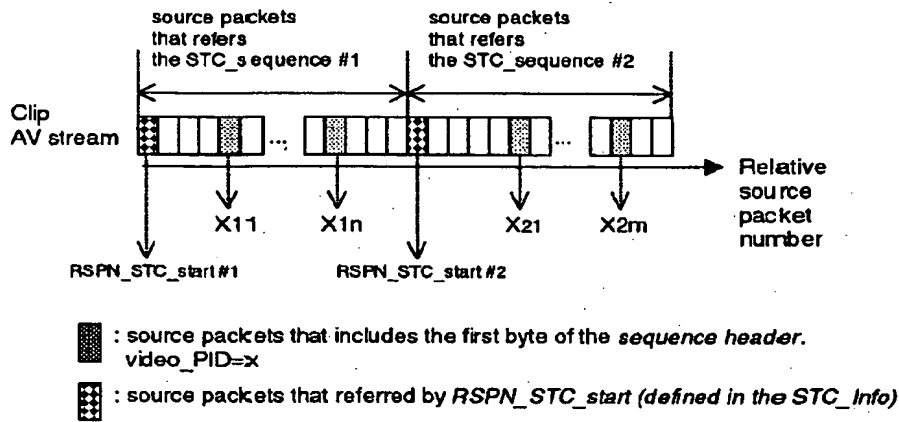 source packets
that refers
the STC_sequence #1
source packets
that refers
the STC_sequence #2
Clip
AV stream
... ...
Relative
source
packet
number
X11 X1n X21 X2m
RSPN_STC_start #1 RSPN_STC_start #2
: source packets that includes the first byte of the sequence header.
video_PID=x
: source packets that referred by RSPN_STC_start (defined in the STC_Info)